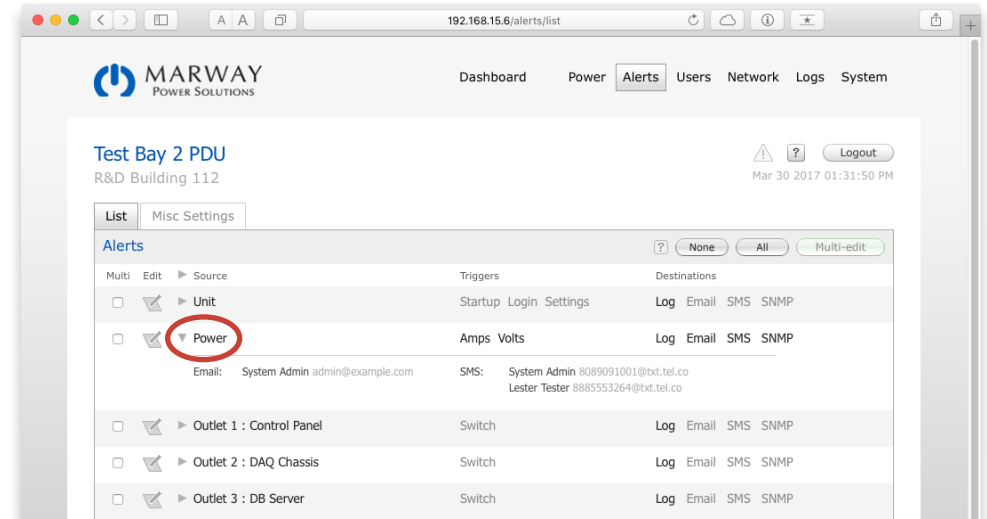 A A 192.168.15.6/alerts/list
MARWAY
POWER SOLUTIONS
Dashboard Power Alerts Users Network Logs System
Test Bay 2 PDU
? Logout
R&D Building 112
Mar 30 2017 01:31:50 PM
List Misc Settings
Alerts ? None All Multi-edit
Multi Edit Source Triggers Destinations
Unit Startup Login Settings Log Email SMS SNMP
Power Amps Volts Log Email SMS SNMP
Email: System Admin admin@example.com SMS: System Admin 8089091001@txt.tel.co
Lester Tester 8885553264@txt.tel.co
Outlet 1 : Control Panel Switch Log Email SMS SNMP
Outlet 2 : DAQ Chassis Switch Log Email SMS SNMP
Outlet 3 : DB Server Switch Log Email SMS SNMP